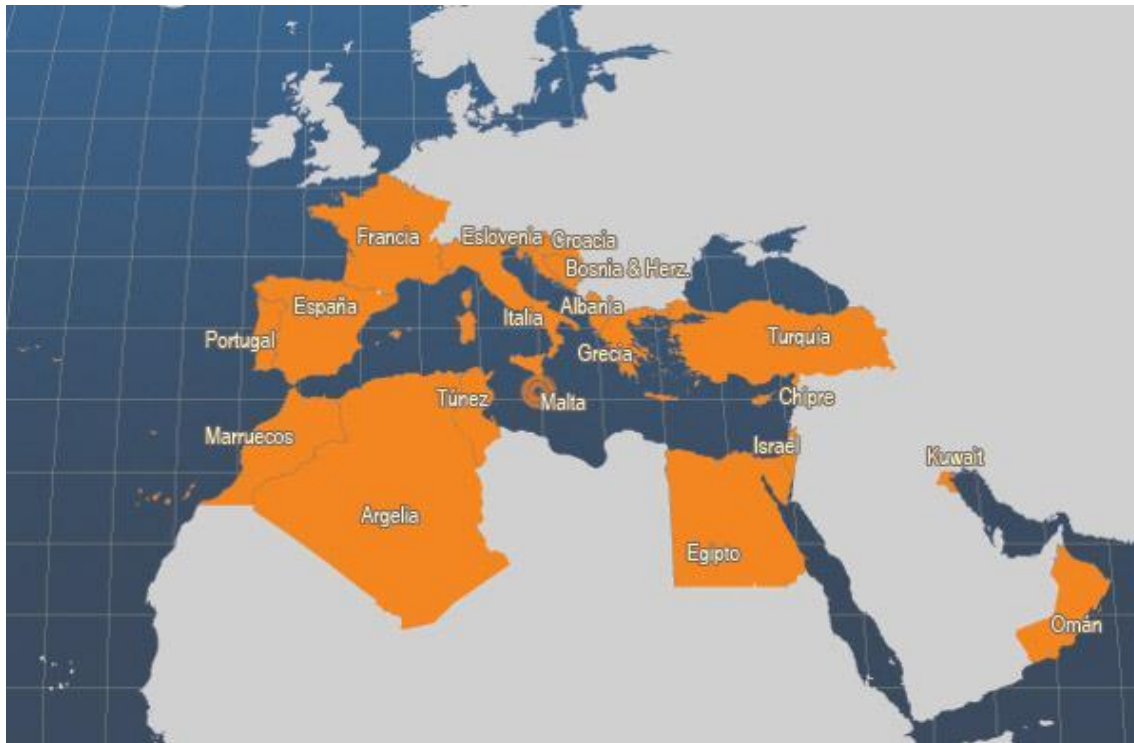 Francia
Eslovenia
Croacia
Bosnia & Herz.
España
Italia
Albania
Portugal
Turquía
Grecia
Túnez
Malta
Chipre
Marruecos
Israel
Kuwait
Argelia
Egipto
Omán